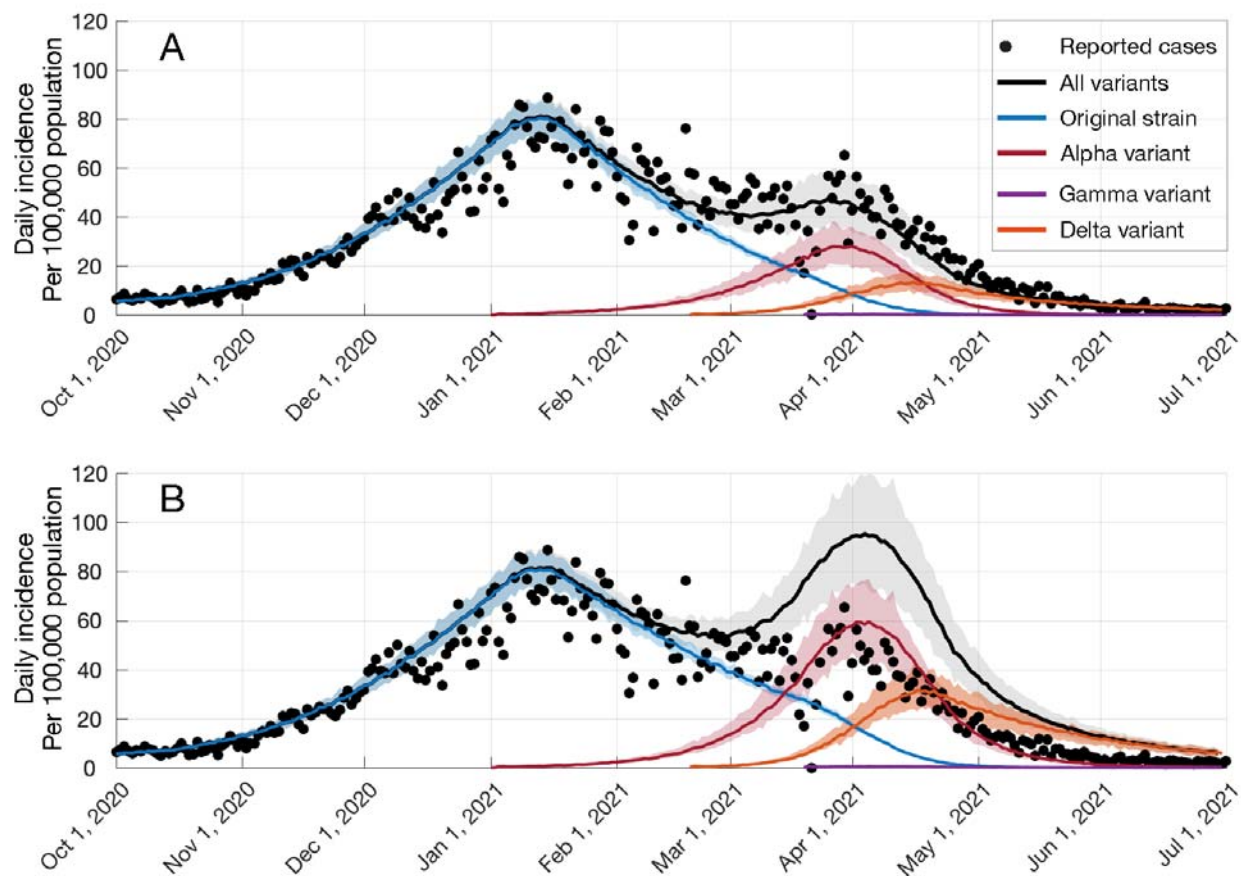 A
Daily incidence
Per 100,000 population
120
100
80
60
40
20
0
Reported cases
All variants
Original strain
Alpha variant
Gamma variant
Delta variant
Oct 1, 2020
Nov 1, 2020
Dec 1, 2020
Jan 1, 2021
Feb 1, 2021
Mar 1, 2021
Apr 1, 2021
May 1, 2021
Jun 1, 2021
Jul 1, 2021
B
Daily incidence
Per 100,000 population
120
100
80
60
40
20
0
Oct 1, 2020
Nov 1, 2020
Dec 1, 2020
Jan 1, 2021
Feb 1, 2021
Mar 1, 2021
Apr 1, 2021
May 1, 2021
Jun 1, 2021
Jul 1, 2021